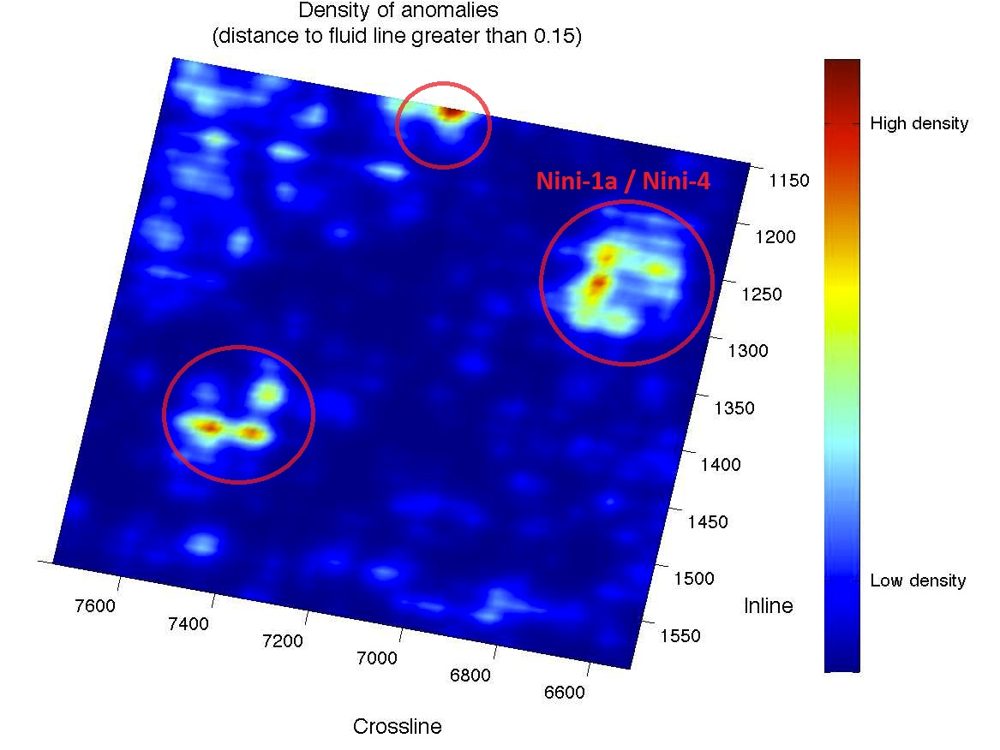 Density of anomalies
(distance to fluid line greater than 0.15)
High density
Nini-1a / Nini-4
1150
1200
1250
1300
1350
1400
1450
1500
1550
Low density
Inline
7600
7400
7200
7000
6800
6600
Crossline